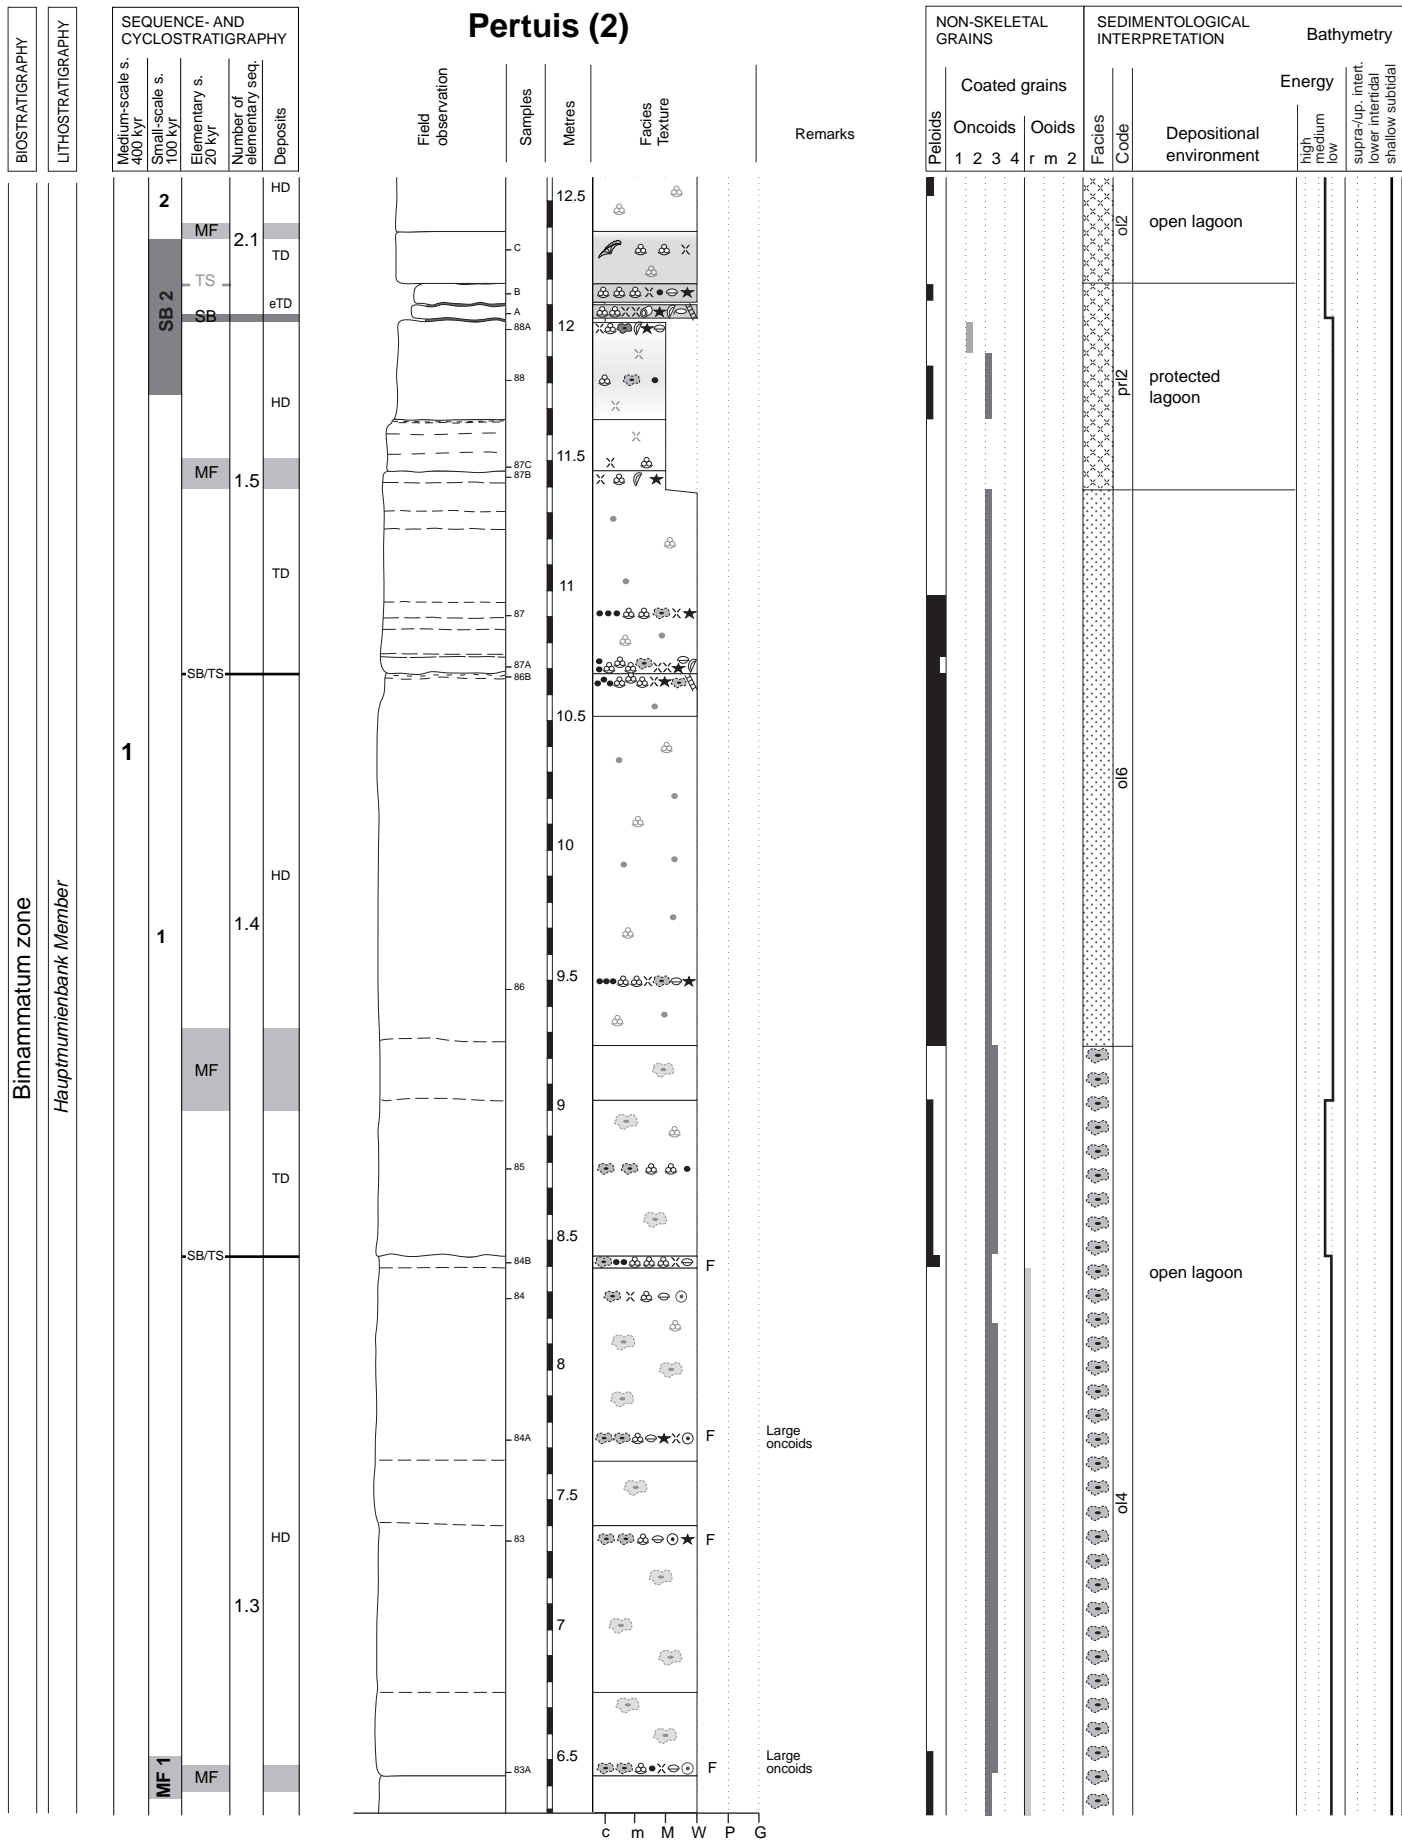 Pertuis (2)
BIOSTRATIGRAPHY
LITHOSTRATIGRAPHY
SEQUENCE- AND
CYCLOSTRATIGRAPHY
Medium-scale s.
400 kyr
Small-scale s.
100 kyr
Elementary s.
20 kyr
Number of
elementary seq.
Deposits
Field
observation
Samples
Metres
Facies
Texture
Remarks
NON-SKELETAL
GRAINS
Peloids
Coated grains
Oncoids
Ooids
1 2 3 4
r m 2
SEDIMENTOLOGICAL
INTERPRETATION
Facies
Code
Depositional
environment
Energy
high
medium
low
Bathymetry
supra-/up. intert.
lower intertidal
shallow subtidal
Bimammatum zone
Hauptmumienbank Member
1
2
SB 2
1
MF 1
MF
TS
SB
MF
SB/TS
MF
SB/TS
MF
2.1
1.5
1.4
1.3
HD
TD
eTD
HD
TD
HD
TD
HD
C
B
A
88A
88
87C
87B
87
87A
86B
86
85
84B
84
84A
83
83A
12.5
12
11.5
11
10.5
10
9.5
9
8.5
8
7.5
7
6.5
F
F
F
F
c m M W P G
Large
oncoids
Large
oncoids
ol2
prl2
ol6
ol4
open lagoon
protected
lagoon
open lagoon